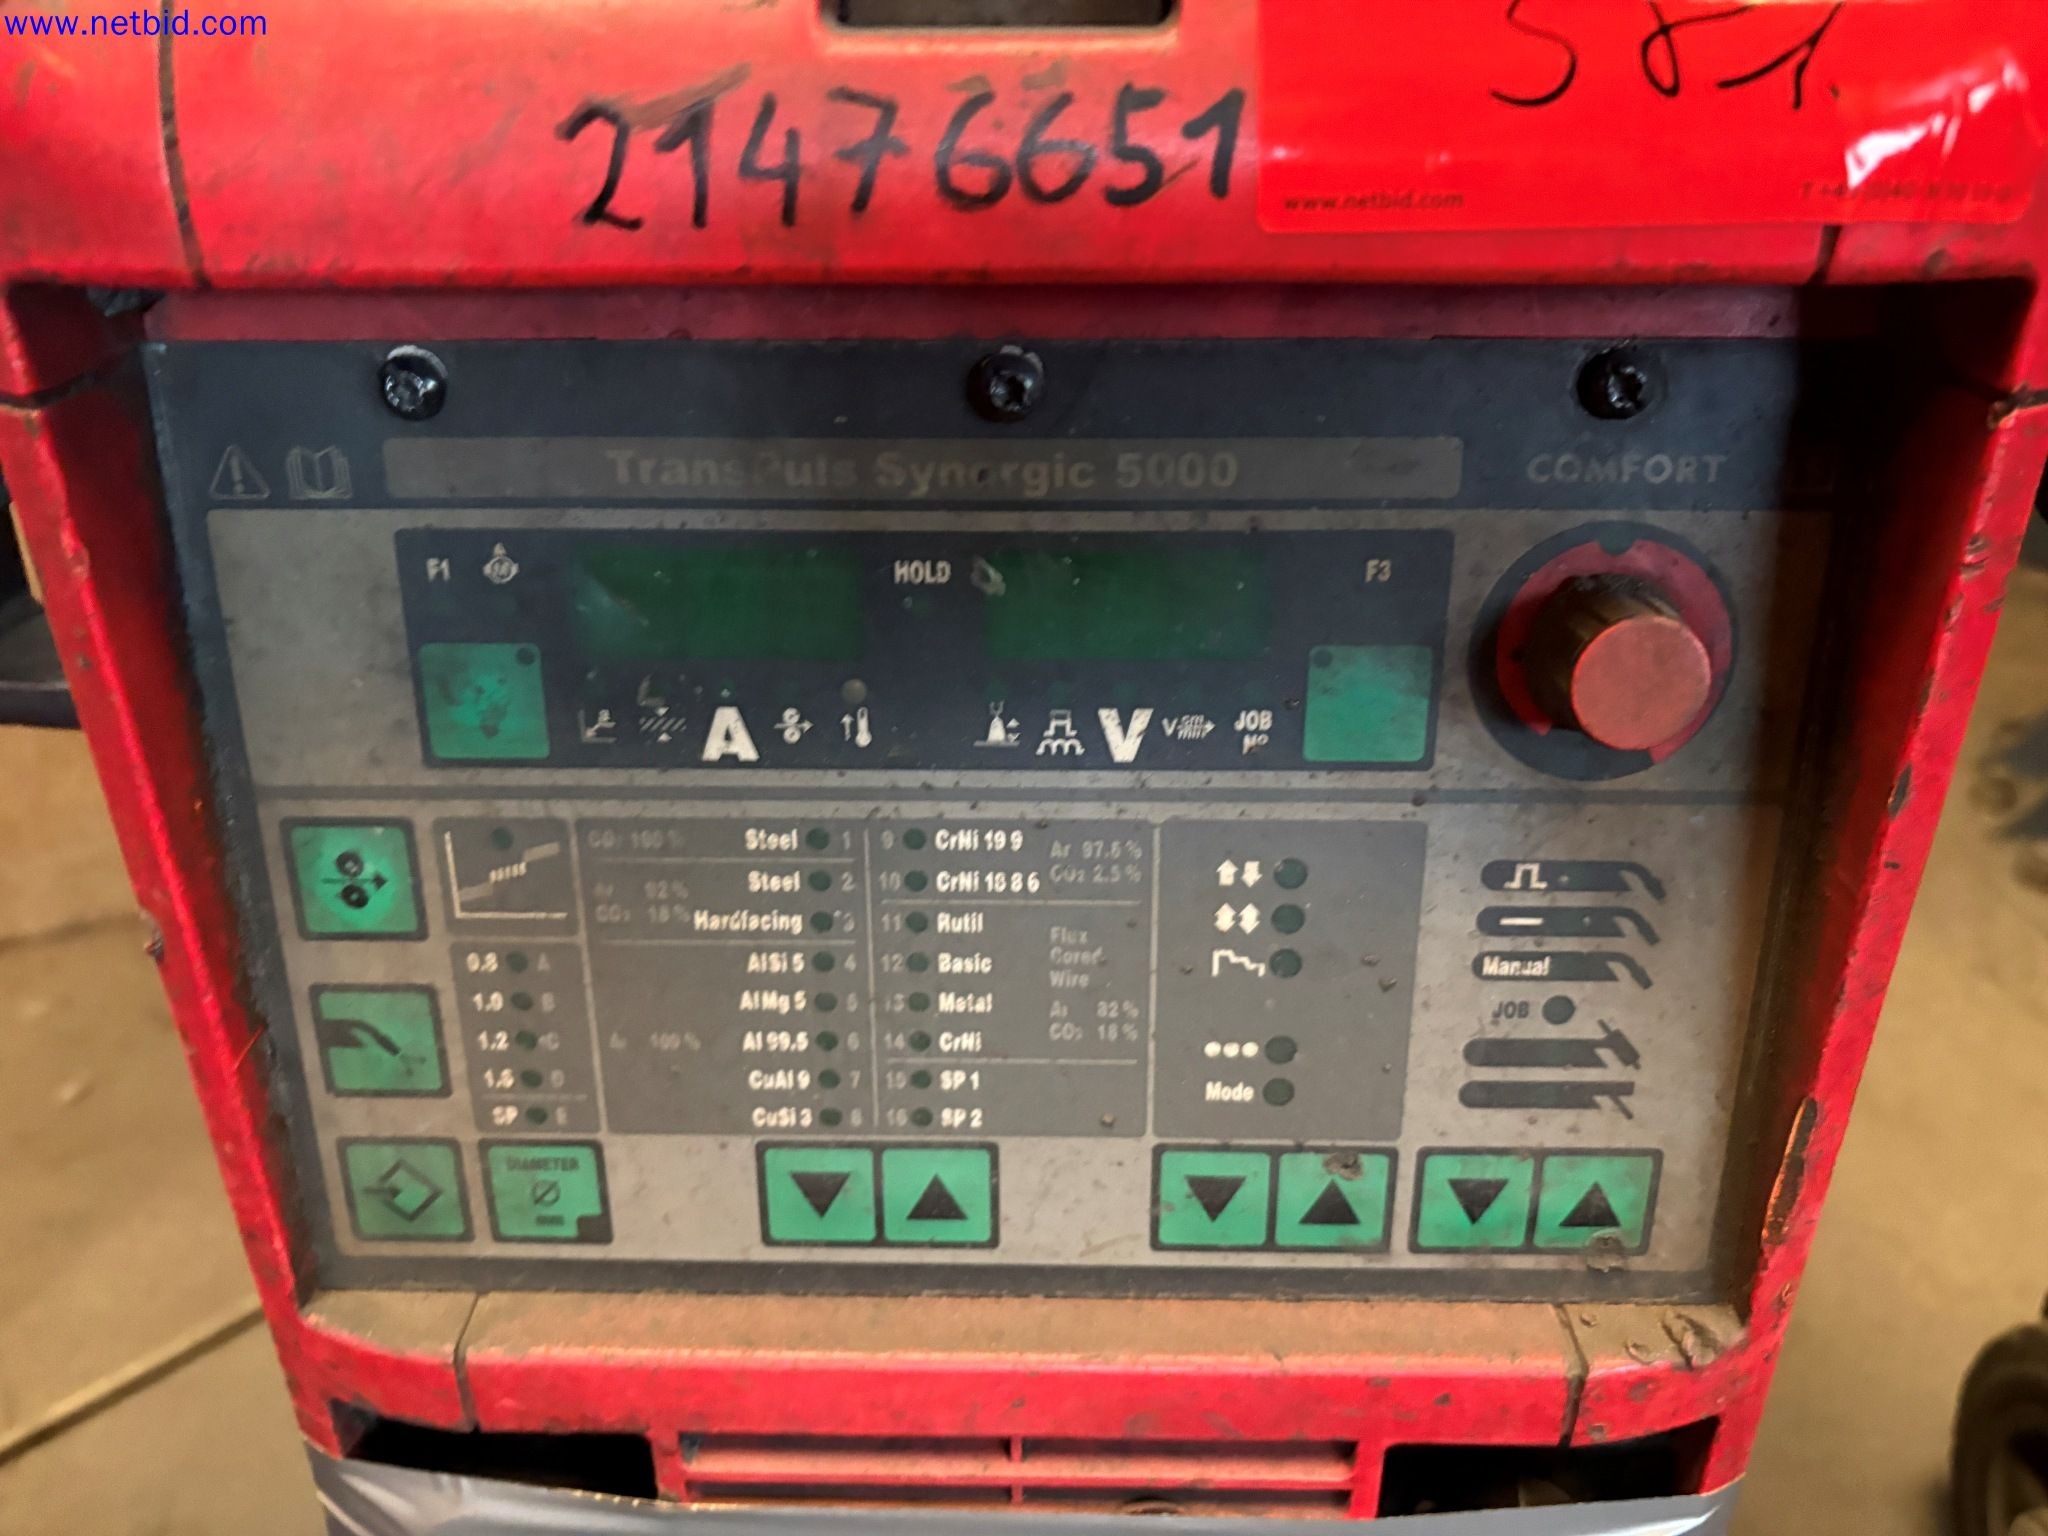 www.netbid.com
581.
21476651
www.netbid.com
TransPuls Synergic 5000
COMFORT
F1 HOLD F3
A V JOB N°
CO₂ 100 % Steel 1 9 CrNi 19 9 Ar 97.5 %
Steel 2 10 CrNi 18 8 6 CO₂ 2.5 %
Ar 82 %
CO₂ 18 % Hardfacing 3 11 Rutil Flux
0.8 A AlSi 5 4 12 Basic Cored
Manual
Wire
1.0 B AlMg 5 5 13 Metal Ar 82 %
JOB
1.2 C Ar 100 % Al 99.5 6 14 CrNi CO₂ 18 %
1.6 D CuAl 9 7 15 SP 1
Mode
SP E CuSi 3 8 16 SP 2
DIAMETER